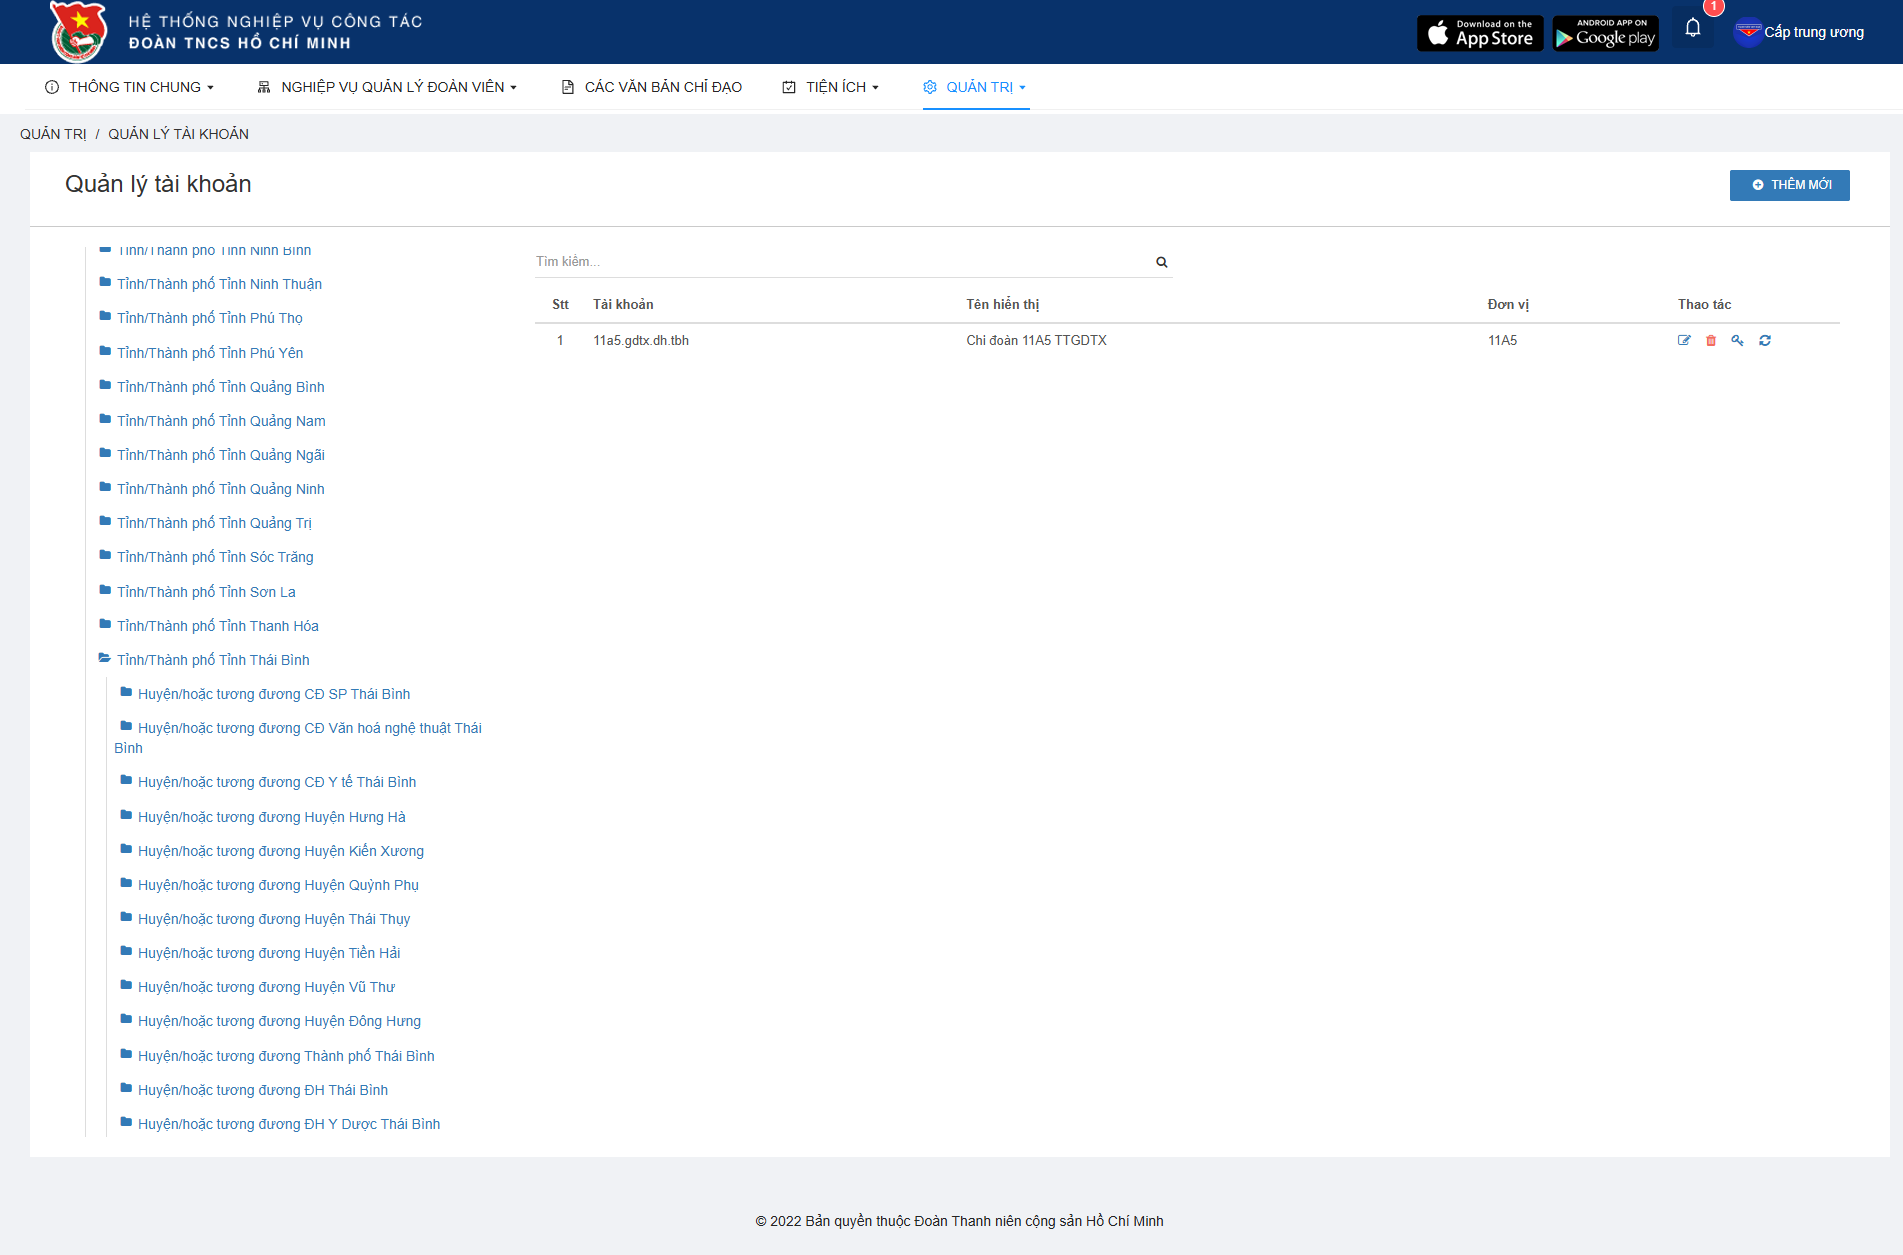 HỆ THỐNG NGHIỆP VỤ CÔNG TÁC
ĐOÀN TNCS HỒ CHÍ MINH
Download on the
App Store
ANDROID APP ON
Google play
1
Cấp trung ương
THÔNG TIN CHUNG
NGHIỆP VỤ QUẢN LÝ ĐOÀN VIÊN
CÁC VĂN BẢN CHỈ ĐẠO
TIỆN ÍCH
QUẢN TRỊ
QUẢN TRỊ / QUẢN LÝ TÀI KHOẢN
Quản lý tài khoản
THÊM MỚI
Tỉnh/Thành phố Tỉnh Ninh Bình
Tỉnh/Thành phố Tỉnh Ninh Thuận
Tỉnh/Thành phố Tỉnh Phú Thọ
Tỉnh/Thành phố Tỉnh Phú Yên
Tỉnh/Thành phố Tỉnh Quảng Bình
Tỉnh/Thành phố Tỉnh Quảng Nam
Tỉnh/Thành phố Tỉnh Quảng Ngãi
Tỉnh/Thành phố Tỉnh Quảng Ninh
Tỉnh/Thành phố Tỉnh Quảng Trị
Tỉnh/Thành phố Tỉnh Sóc Trăng
Tỉnh/Thành phố Tỉnh Sơn La
Tỉnh/Thành phố Tỉnh Thanh Hóa
Tỉnh/Thành phố Tỉnh Thái Bình
Huyện/hoặc tương đương CĐ SP Thái Bình
Huyện/hoặc tương đương CĐ Văn hoá nghệ thuật Thái
Bình
Huyện/hoặc tương đương CĐ Y tế Thái Bình
Huyện/hoặc tương đương Huyện Hưng Hà
Huyện/hoặc tương đương Huyện Kiến Xương
Huyện/hoặc tương đương Huyện Quỳnh Phụ
Huyện/hoặc tương đương Huyện Thái Thụy
Huyện/hoặc tương đương Huyện Tiền Hải
Huyện/hoặc tương đương Huyện Vũ Thư
Huyện/hoặc tương đương Huyện Đông Hưng
Huyện/hoặc tương đương Thành phố Thái Bình
Huyện/hoặc tương đương ĐH Thái Bình
Huyện/hoặc tương đương ĐH Y Dược Thái Bình
Tìm kiếm...
Stt Tài khoản Tên hiển thị Đơn vị Thao tác
1 11a5.gdtx.dh.tbh Chi đoàn 11A5 TTGDTX 11A5
© 2022 Bản quyền thuộc Đoàn Thanh niên cộng sản Hồ Chí Minh